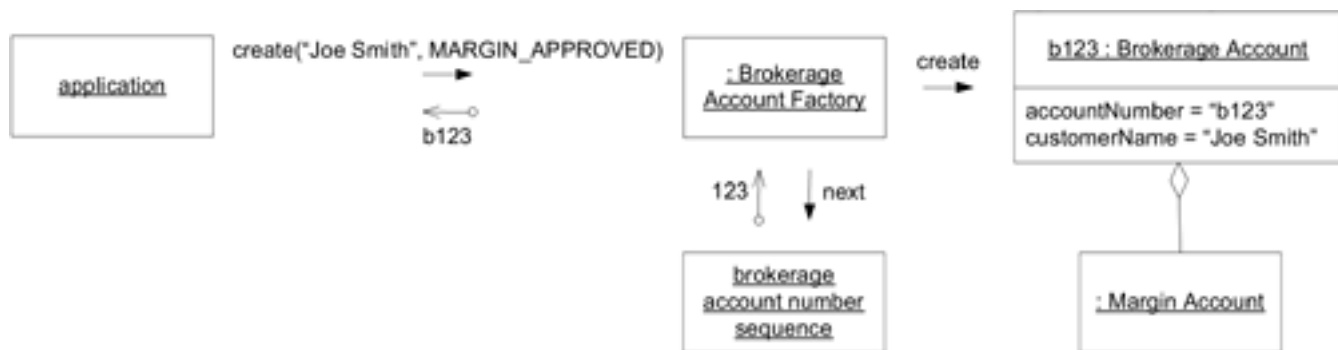 application
create("Joe Smith", MARGIN_APPROVED)
b123
: Brokerage
Account Factory
create
b123 : Brokerage Account
accountNumber = "b123"
customerName = "Joe Smith"
123
next
brokerage
account number
sequence
: Margin Account